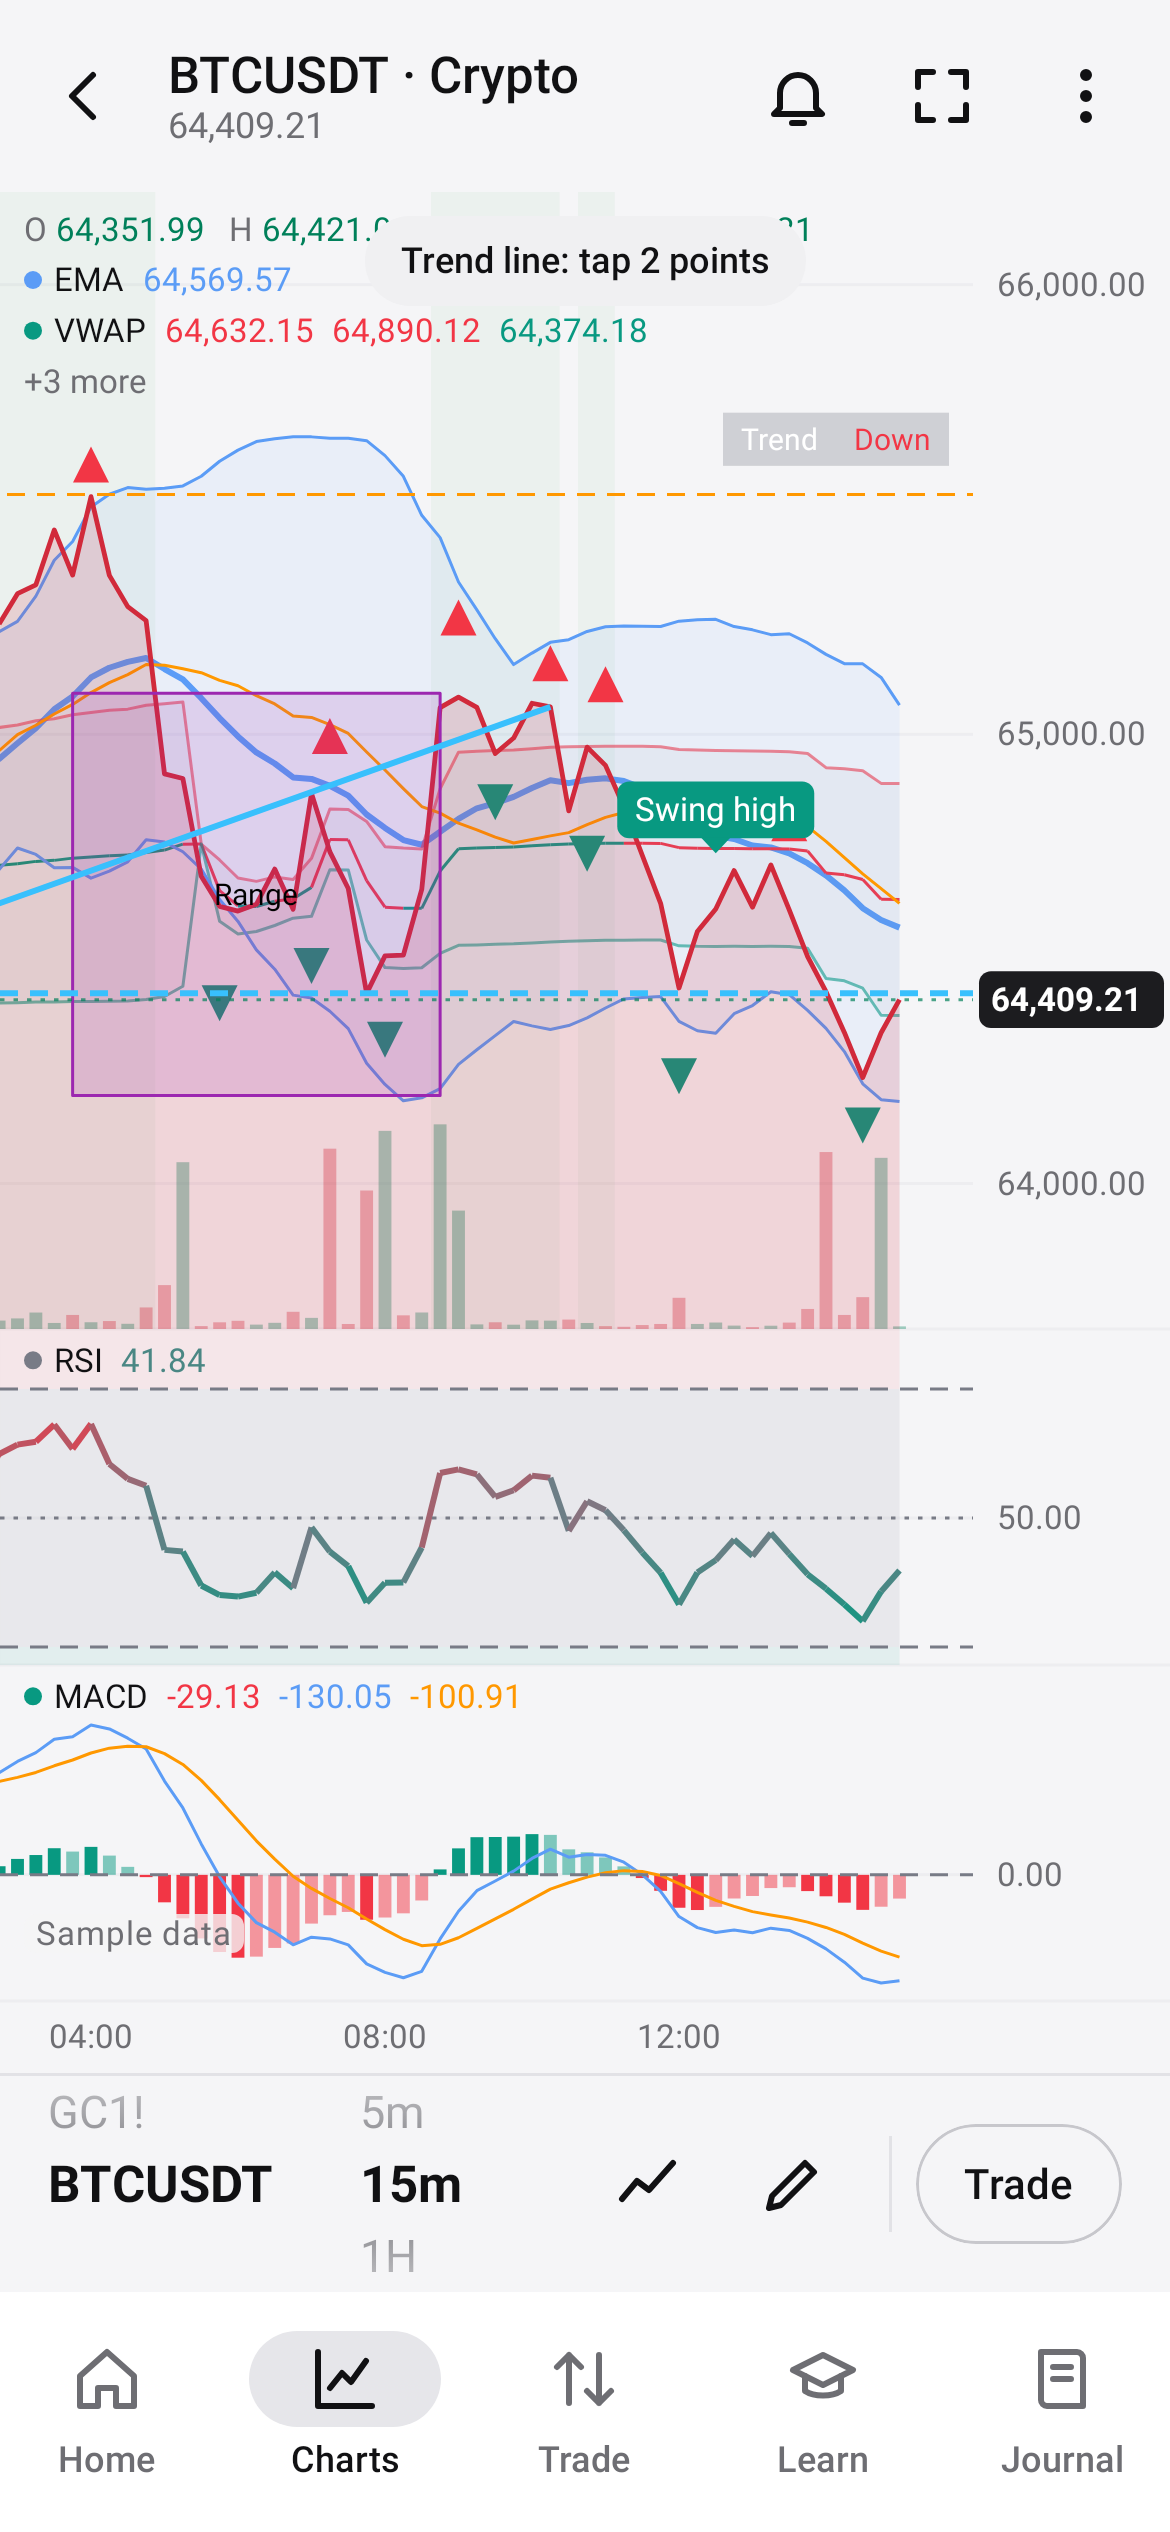 BTCUSDT · Crypto
64,409.21
O 64,351.99 H 64,421.
Trend line: tap 2 points
EMA 64,569.57
66,000.00
VWAP 64,632.15 64,890.12 64,374.18
+3 more
Trend Down
65,000.00
Swing high
Range
64,409.21
64,000.00
RSI 41.84
50.00
MACD -29.13 -130.05 -100.91
0.00
Sample data
04:00 08:00 12:00
GC1! 5m
BTCUSDT 15m Trade
1H
Home Charts Trade Learn Journal